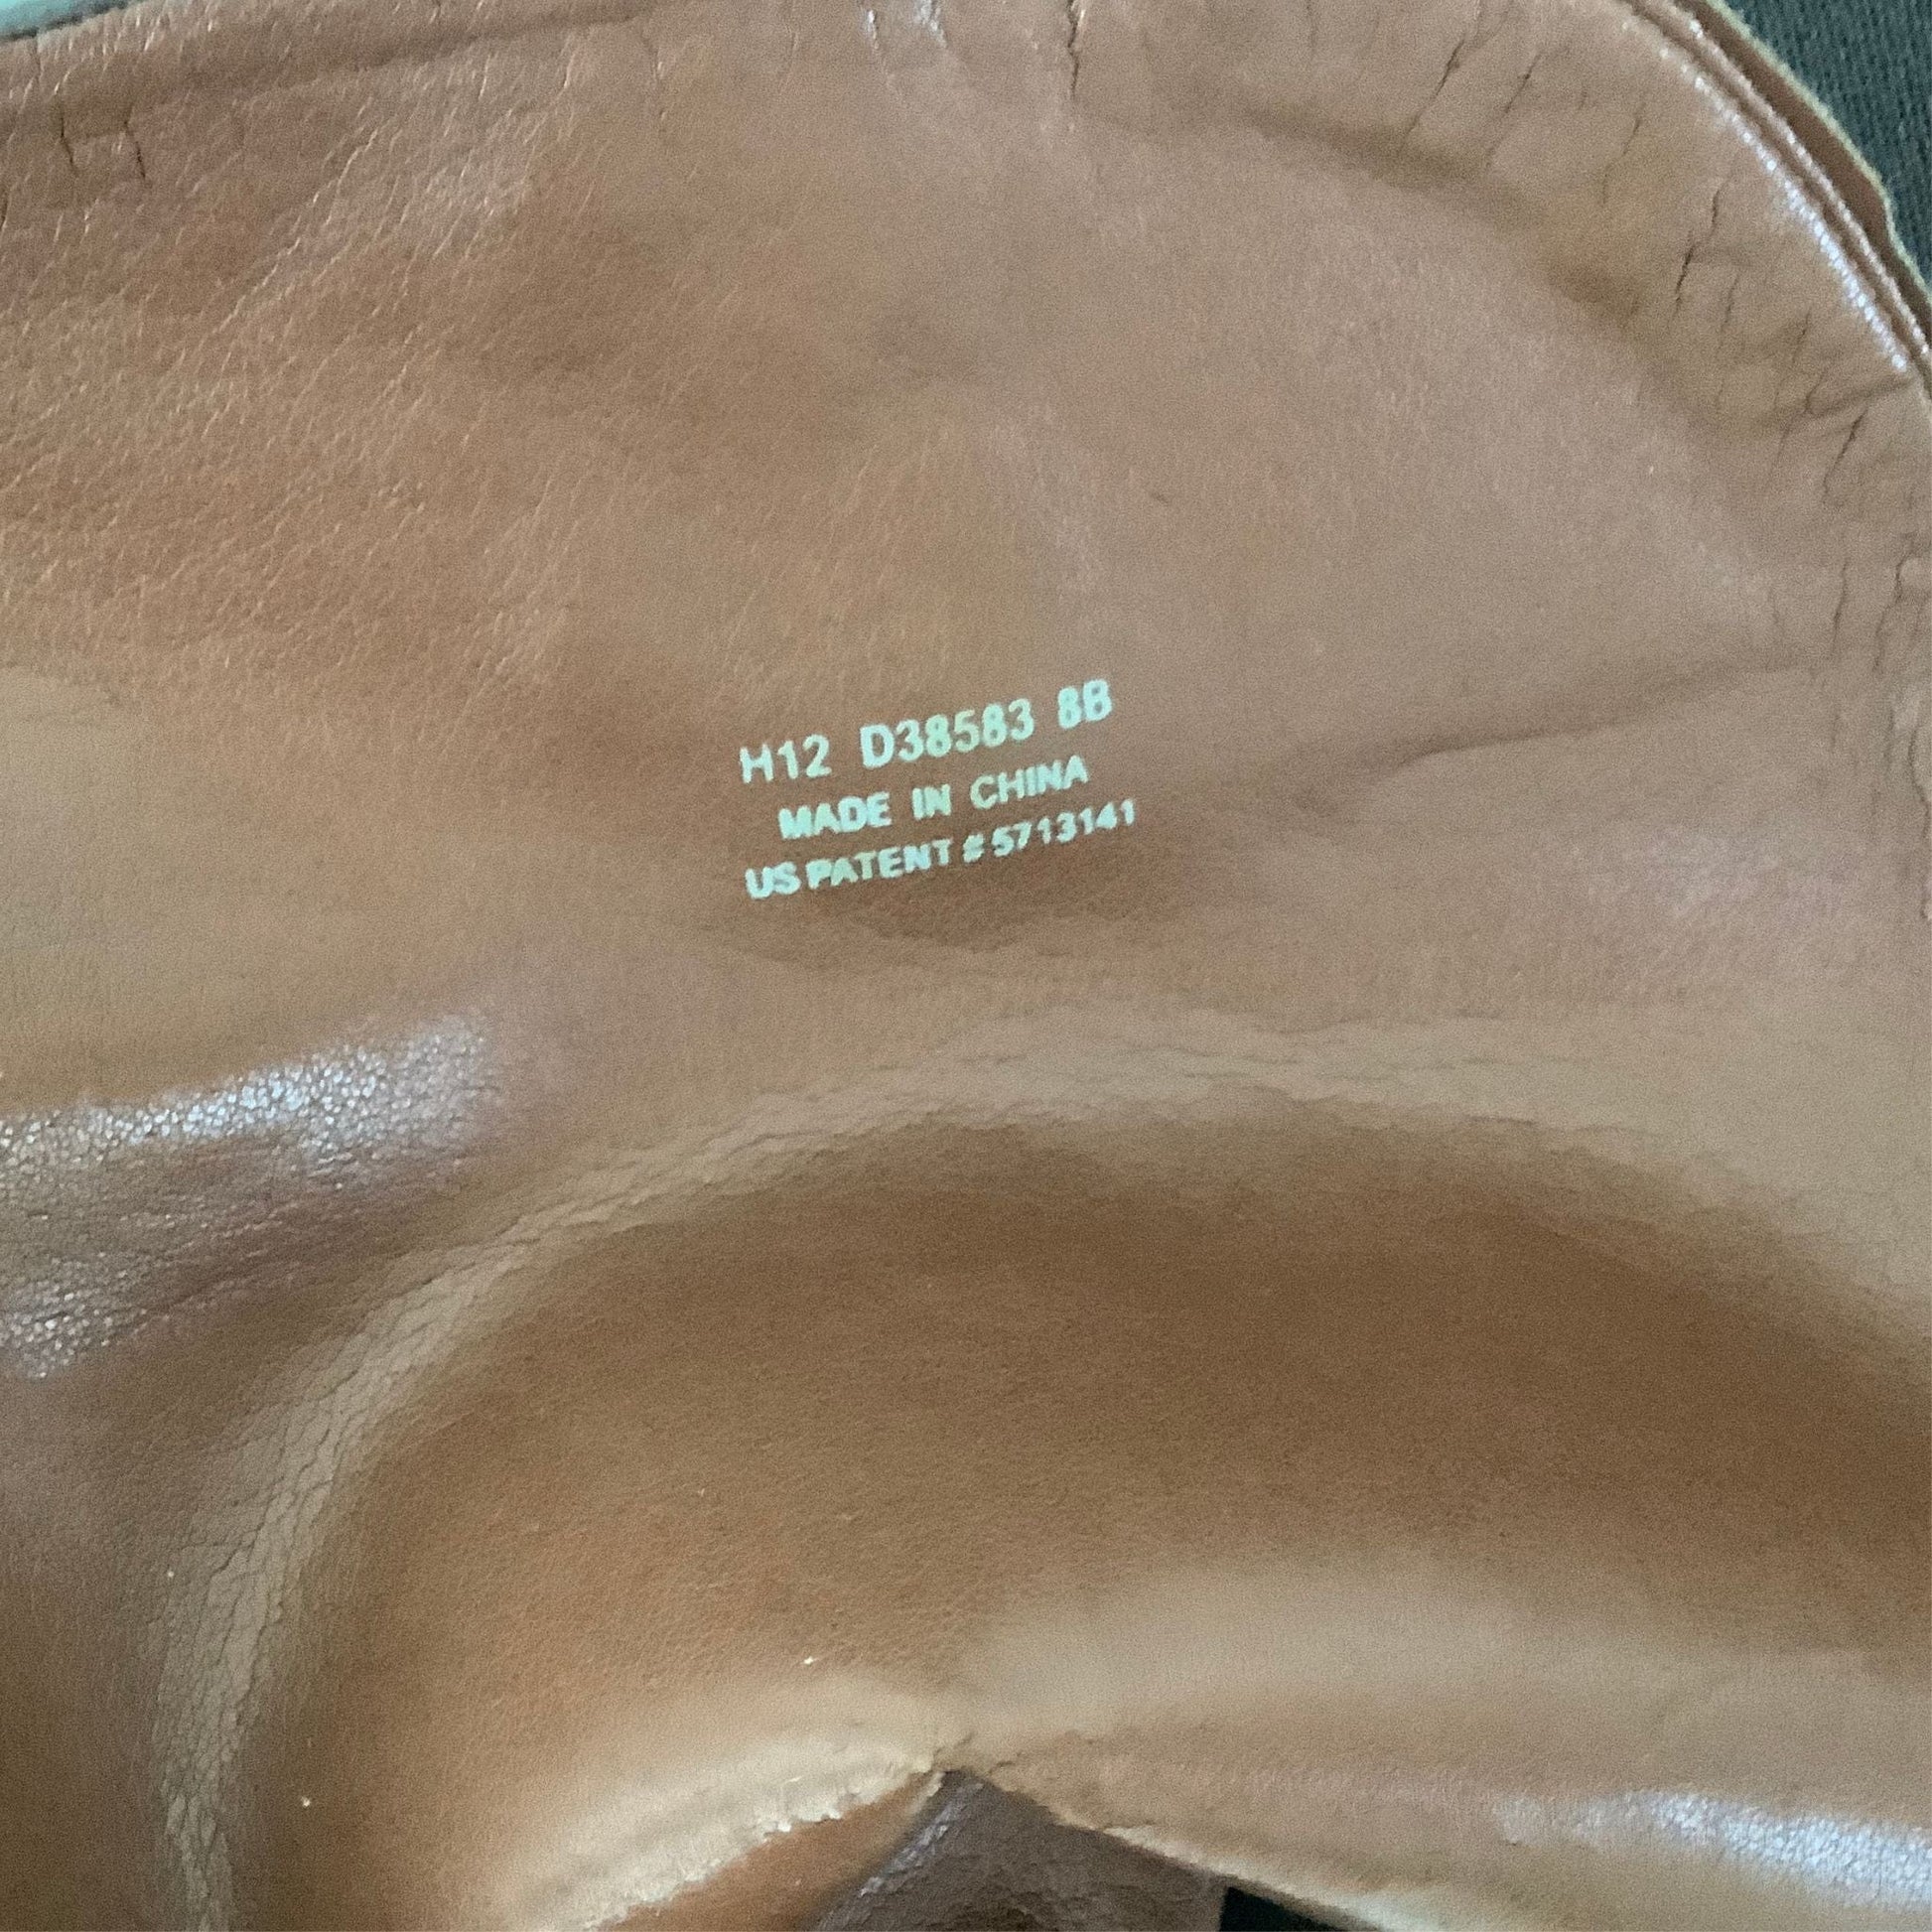 H12 D38583 8B
MADE IN CHINA
US PATENT # 5713141